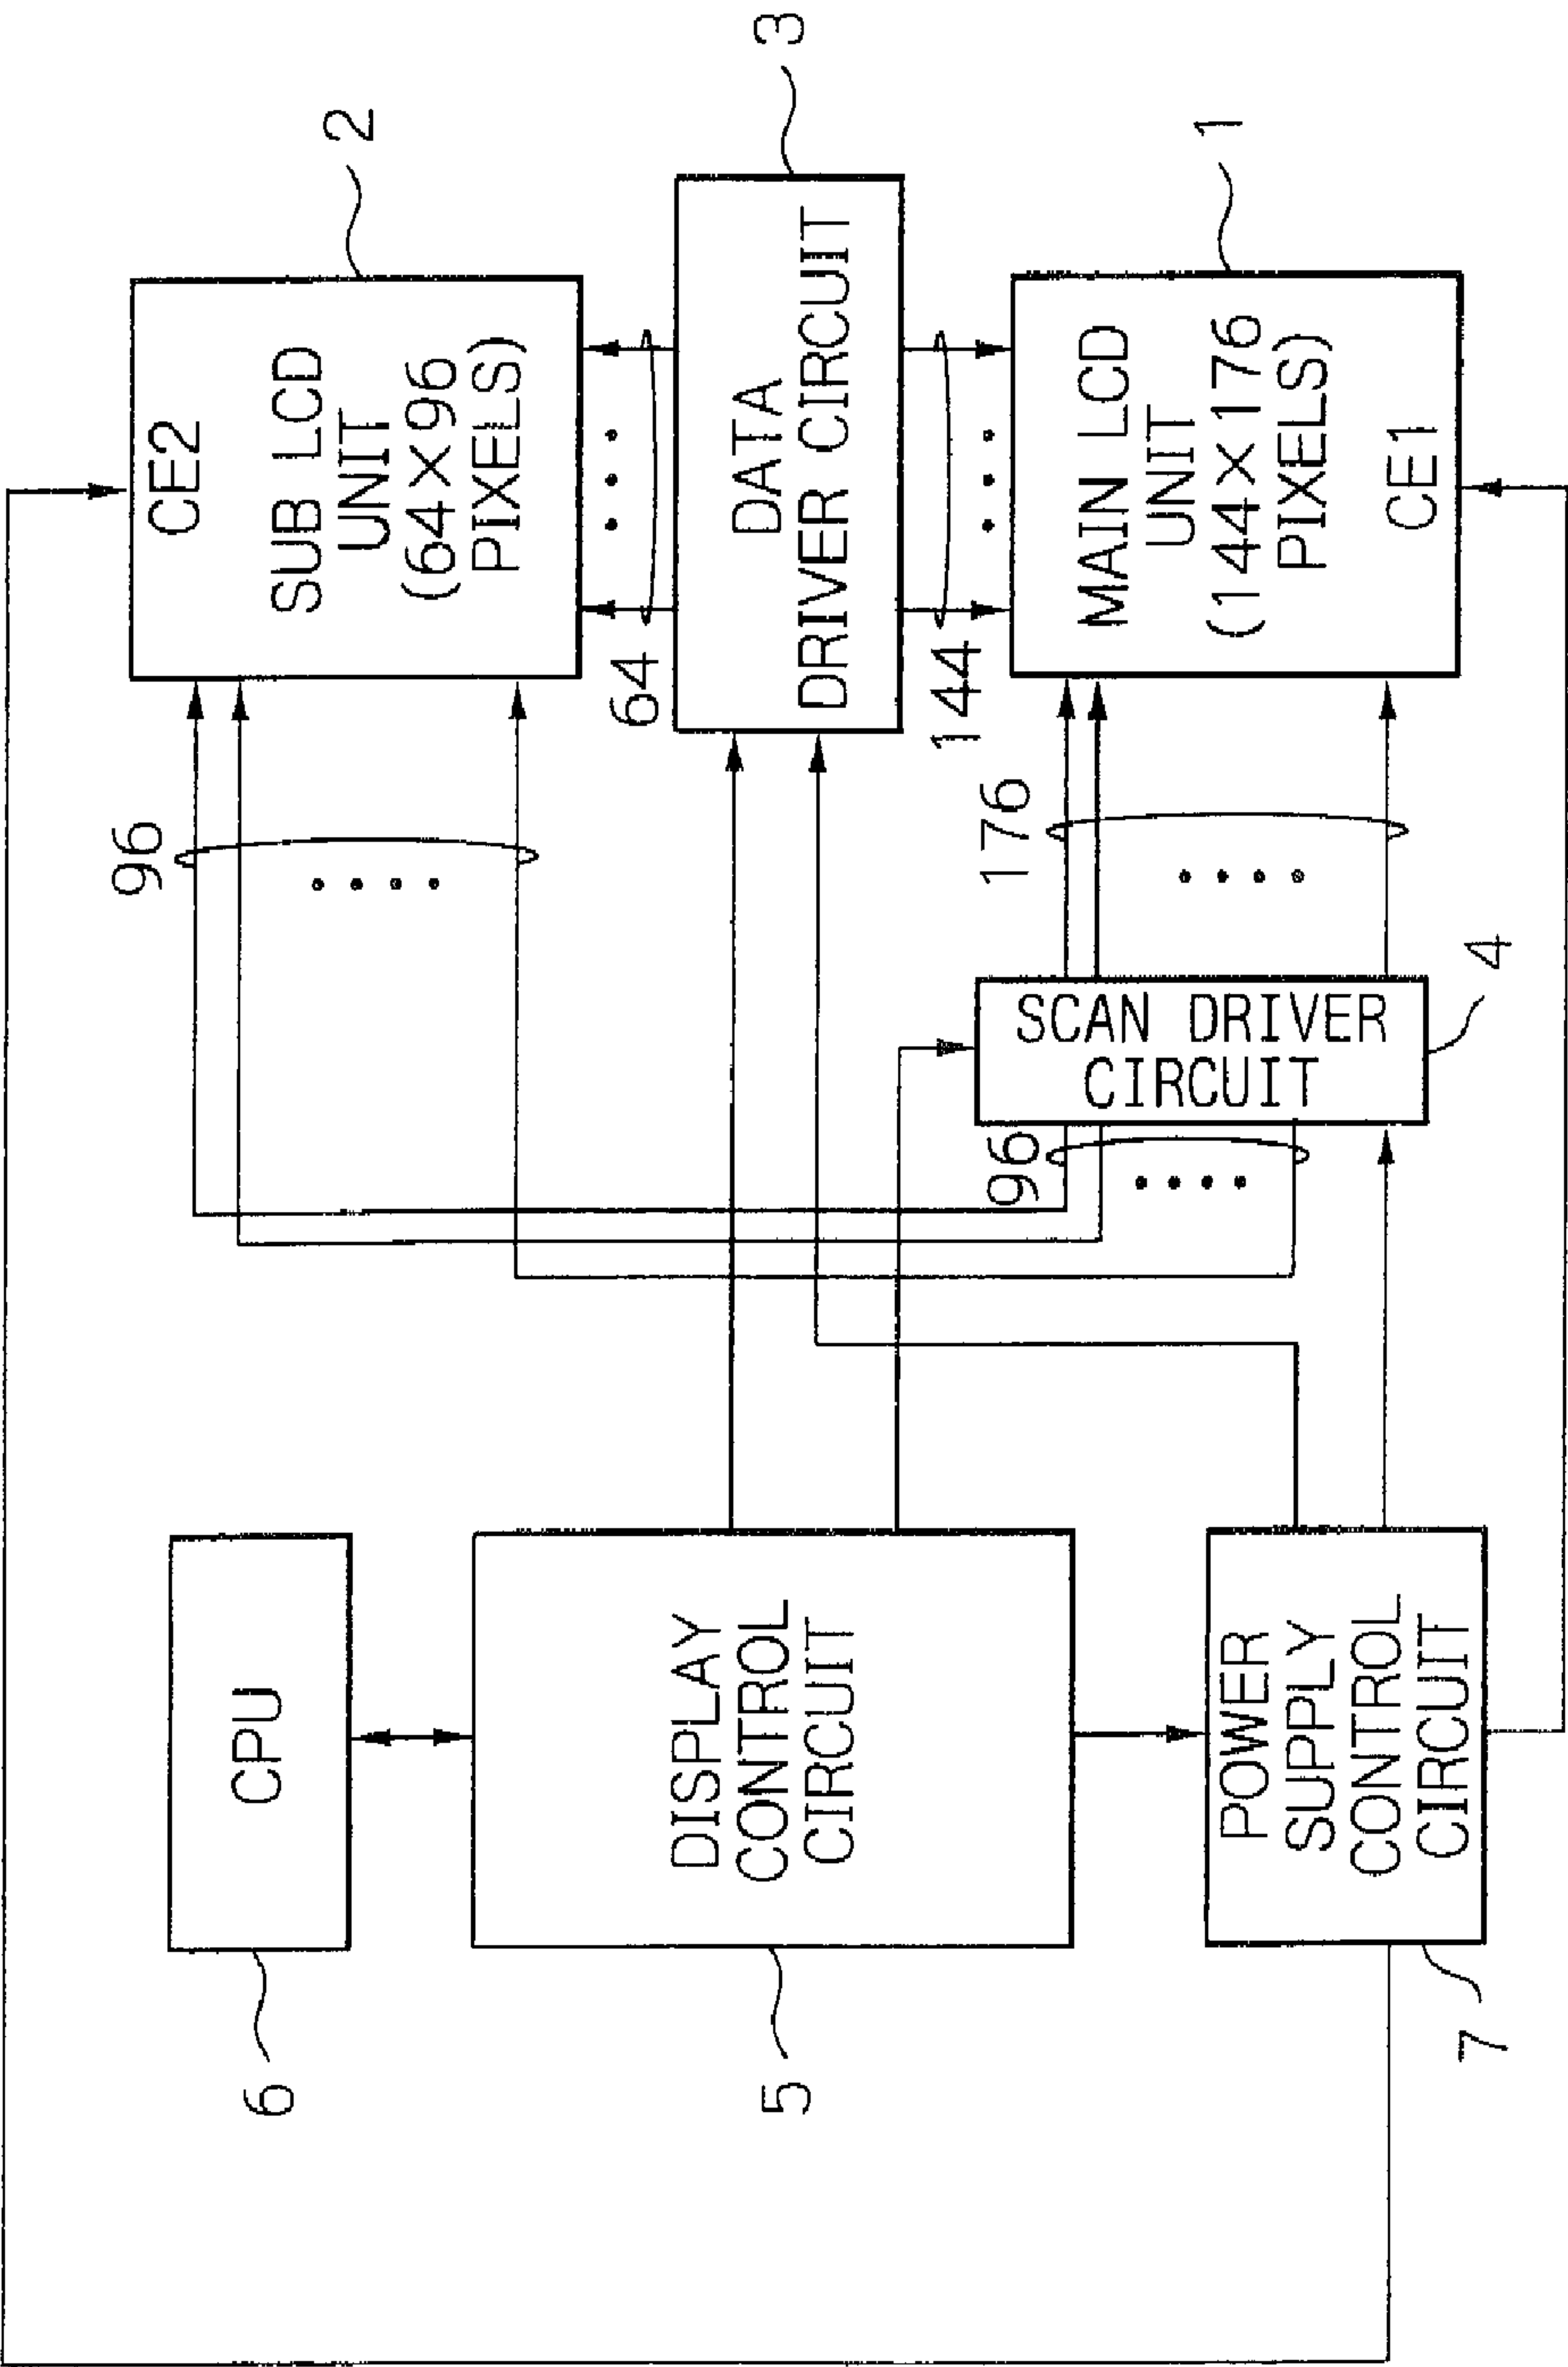 6
CPU
96
CE2
SUB LCD
UNIT
(64×96
PIXELS)
2
64
5
DISPLAY
CONTROL
CIRCUIT
DATA
DRIVER CIRCUIT
3
144
96
SCAN DRIVER
CIRCUIT
4
176
MAIN LCD
UNIT
(144×176
PIXELS)
CE1
1
7
POWER
SUPPLY
CONTROL
CIRCUIT